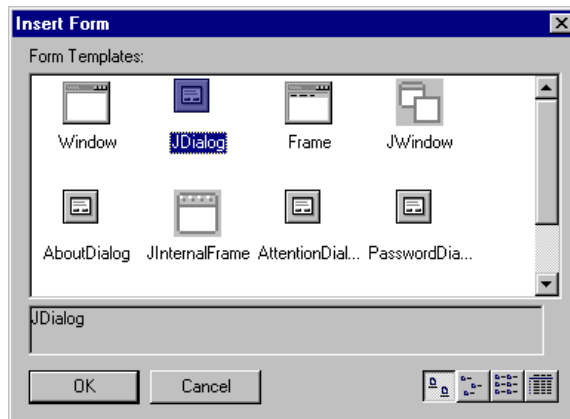 Insert Form
Form Templates:
Window JDialog Frame JWindow
AboutDialog JInternalFrame AttentionDial... PasswordDia...
JDialog
OK Cancel